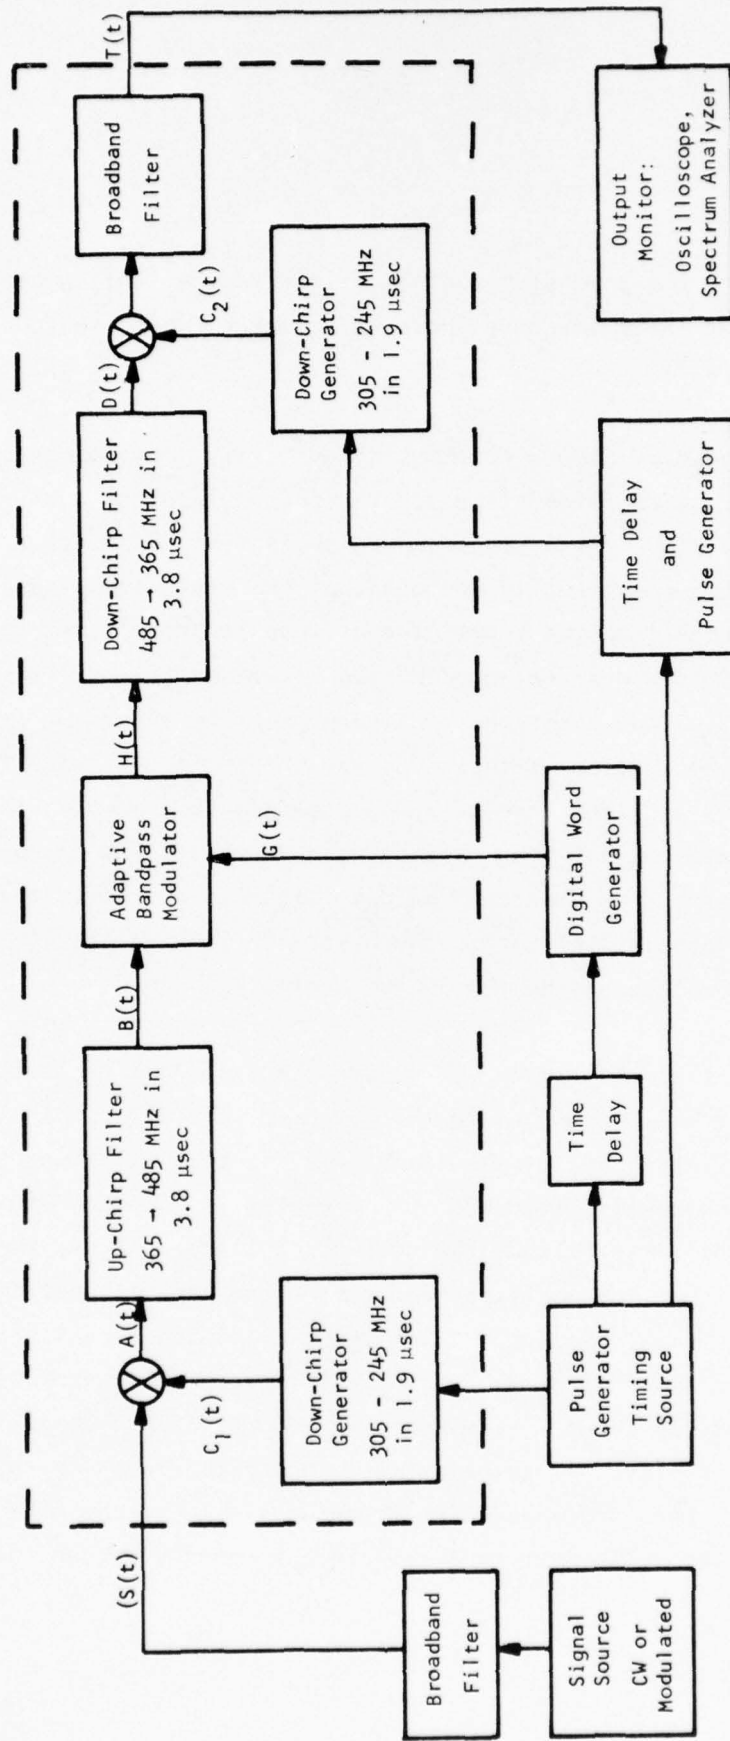 (S(t)
Broadband
Filter
Signal
Source
CW or
Modulated
A(t)
C1(t)
Down-Chirp
Generator
305 - 245 MHz
in 1.9 μsec
Pulse
Generator
Timing
Source
Up-Chirp Filter
365 → 485 MHz in
3.8 μsec
B(t)
Time
Delay
Adaptive
Bandpass
Modulator
G(t)
Digital Word
Generator
H(t)
Down-Chirp Filter
485 → 365 MHz in
3.8 μsec
D(t)
C2(t)
Down-Chirp
Generator
305 - 245 MHz
in 1.9 μsec
Time Delay
and
Pulse Generator
Broadband
Filter
T(t)
Output
Monitor:
Oscilloscope,
Spectrum Analyzer